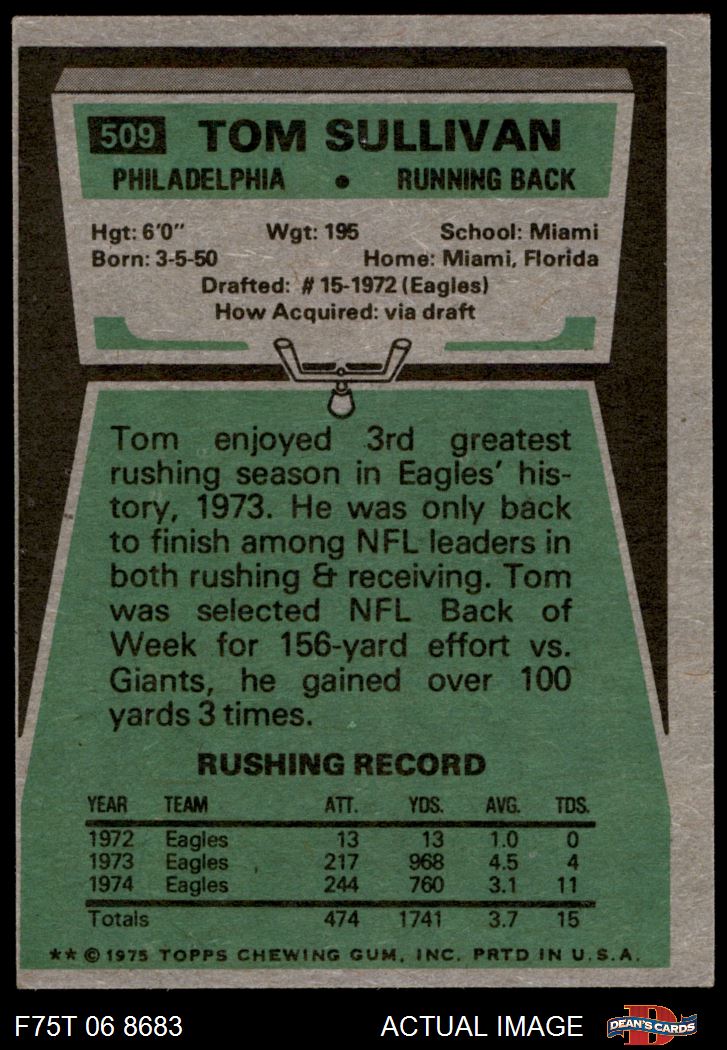 509 TOM SULLIVAN
PHILADELPHIA • RUNNING BACK
Hgt: 6'0" Wgt: 195 School: Miami
Born: 3-5-50 Home: Miami, Florida
Drafted: # 15-1972 (Eagles)
How Acquired: via draft
Tom enjoyed 3rd greatest
rushing season in Eagles' his-
tory, 1973. He was only back
to finish among NFL leaders in
both rushing & receiving. Tom
was selected NFL Back of
Week for 156-yard effort vs.
Giants, he gained over 100
yards 3 times.
RUSHING RECORD
YEAR TEAM ATT. YDS. AVG. TDS.
1972 Eagles 13 13 1.0 0
1973 Eagles 217 968 4.5 4
1974 Eagles 244 760 3.1 11
Totals 474 1741 3.7 15
** © 1975 TOPPS CHEWING GUM, INC. PRTD IN U.S.A.
F75T 06 8683 ACTUAL IMAGE D DEAN'S CARDS